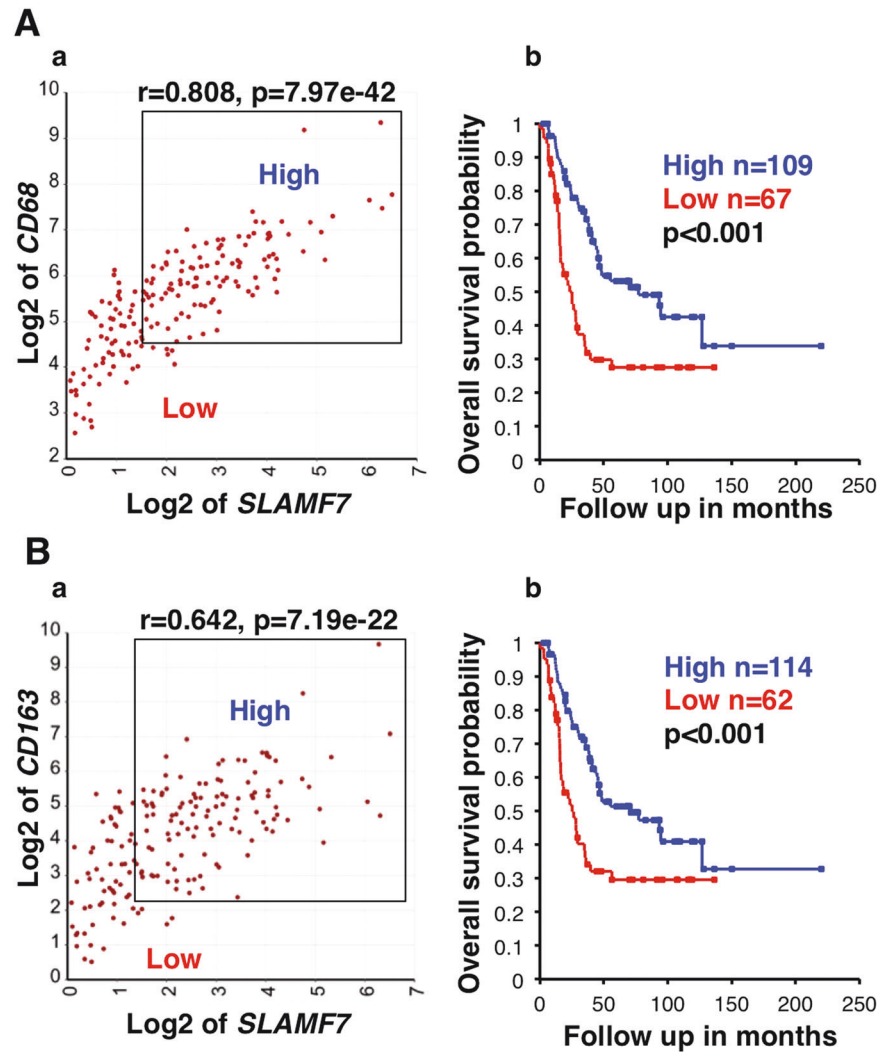 A
a
b
r=0.808, p=7.97e-42
10
9
8
7
6
5
4
3
2
Log2 of CD68
High
Low
0
1
2
3
4
5
6
7
Log2 of SLAMF7
1
0.9
0.8
0.7
0.6
0.5
0.4
0.3
0.2
0.1
0
Overall survival probability
High n=109
Low n=67
p<0.001
0
50
100
150
200
250
Follow up in months
B
a
b
r=0.642, p=7.19e-22
10
9
8
7
6
5
4
3
2
1
0
Log2 of CD163
High
Low
0
1
2
3
4
5
6
7
Log2 of SLAMF7
1
0.9
0.8
0.7
0.6
0.5
0.4
0.3
0.2
0.1
0
Overall survival probability
High n=114
Low n=62
p<0.001
0
50
100
150
200
250
Follow up in months